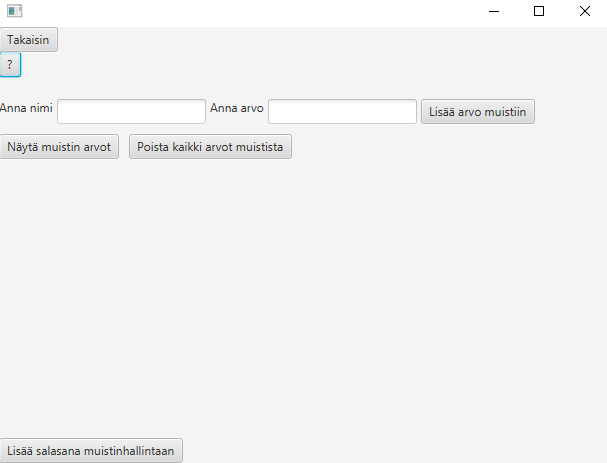 Takaisin
?
Anna nimi Anna arvo Lisää arvo muistiin
Näytä muistin arvot Poista kaikki arvot muistista
Lisää salasana muistinhallintaan